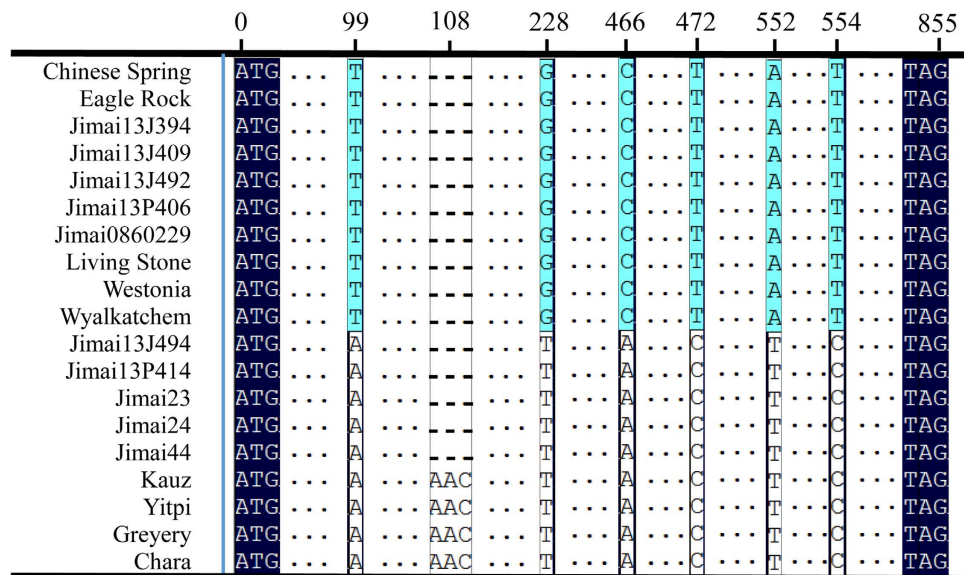 0 99 108 228 466 472 552 554 855
Chinese Spring ATG ... T ... --- ... G ... C ... T ... A ... T ... TAG
Eagle Rock ATG ... T ... --- ... G ... C ... T ... A ... T ... TAG
Jimai13J394 ATG ... T ... --- ... G ... C ... T ... A ... T ... TAG
Jimai13J409 ATG ... T ... --- ... G ... C ... T ... A ... T ... TAG
Jimai13J492 ATG ... T ... --- ... G ... C ... T ... A ... T ... TAG
Jimai13P406 ATG ... T ... --- ... G ... C ... T ... A ... T ... TAG
Jimai0860229 ATG ... T ... --- ... G ... C ... T ... A ... T ... TAG
Living Stone ATG ... T ... --- ... G ... C ... T ... A ... T ... TAG
Westonia ATG ... T ... --- ... G ... C ... T ... A ... T ... TAG
Wyalkatchem ATG ... T ... --- ... G ... C ... T ... A ... T ... TAG
Jimai13J494 ATG ... A ... --- ... T ... A ... C ... T ... C ... TAG
Jimai13P414 ATG ... A ... --- ... T ... A ... C ... T ... C ... TAG
Jimai23 ATG ... A ... --- ... T ... A ... C ... T ... C ... TAG
Jimai24 ATG ... A ... --- ... T ... A ... C ... T ... C ... TAG
Jimai44 ATG ... A ... --- ... T ... A ... C ... T ... C ... TAG
Kauz ATG ... A ... AAC ... T ... A ... C ... T ... C ... TAG
Yitpi ATG ... A ... AAC ... T ... A ... C ... T ... C ... TAG
Greyery ATG ... A ... AAC ... T ... A ... C ... T ... C ... TAG
Chara ATG ... A ... AAC ... T ... A ... C ... T ... C ... TAG